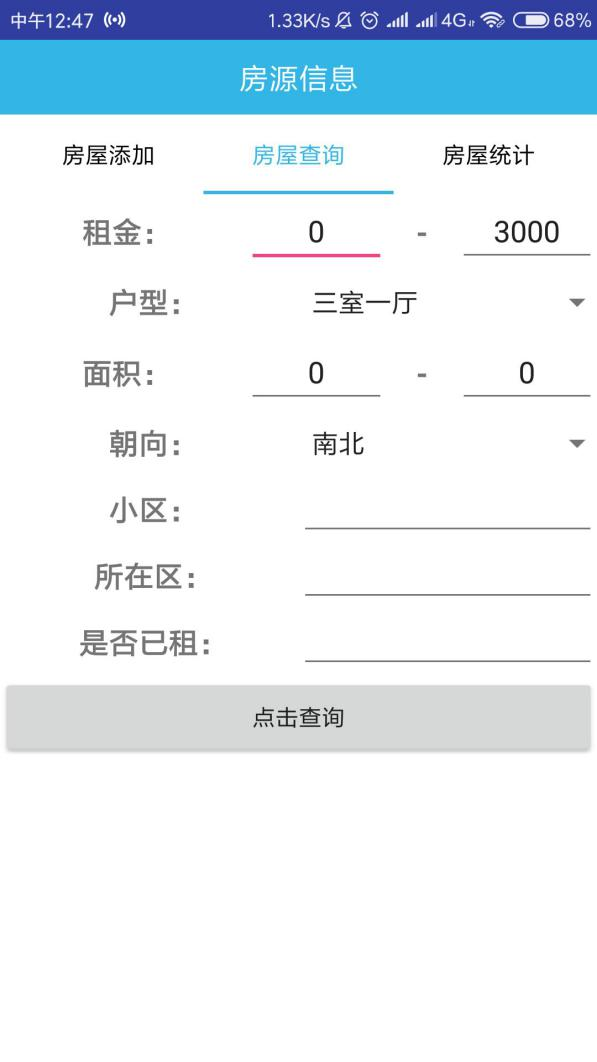 中午12:47 1.33K/s 4G 68%
房源信息
房屋添加 房屋查询 房屋统计
租金: 0 - 3000
户型: 三室一厅
面积: 0 - 0
朝向: 南北
小区:
所在区:
是否已租:
点击查询